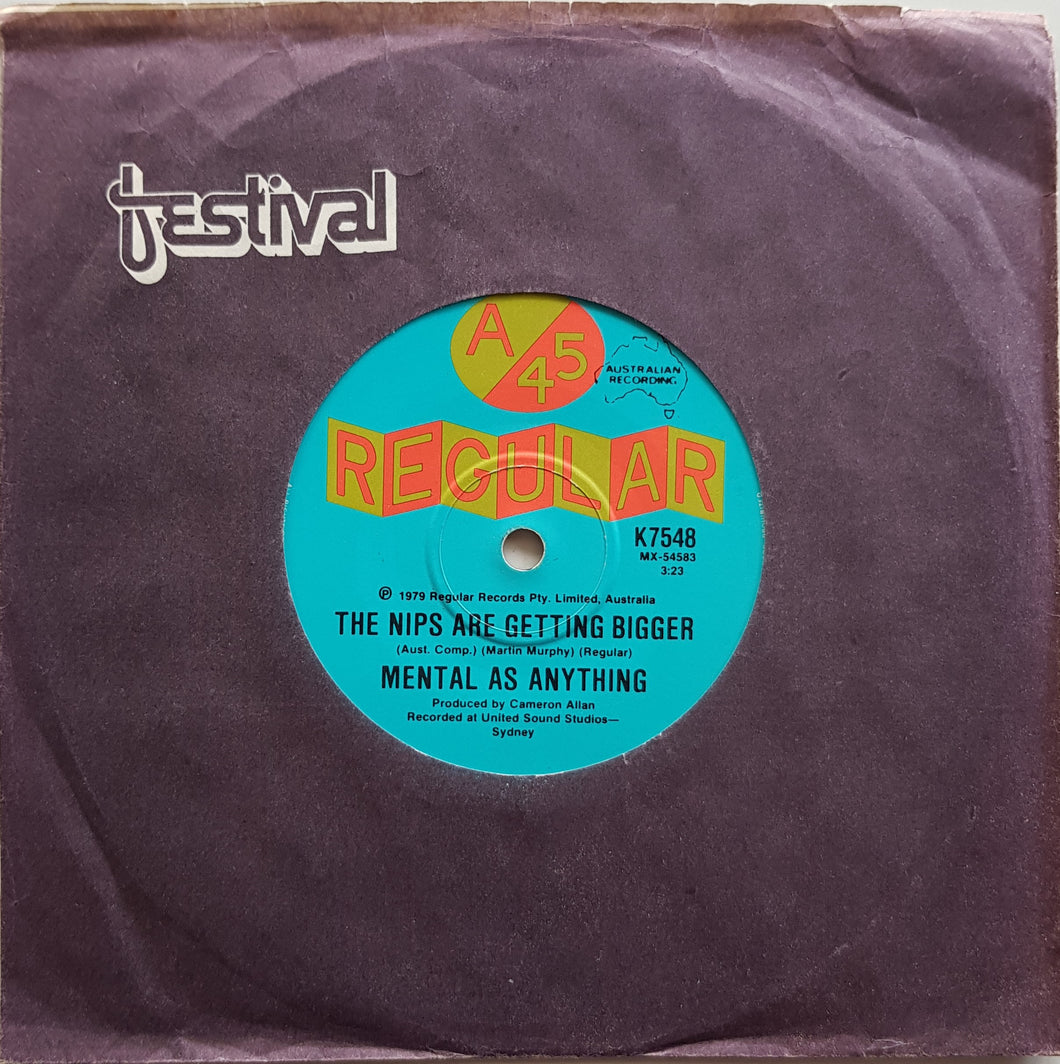 festival
A
45
AUSTRALIAN
RECORDING
REGULAR
K7548
MX-54583
3:23
℗ 1979 Regular Records Pty. Limited, Australia
THE NIPS ARE GETTING BIGGER
(Aust. Comp.) (Martin Murphy) (Regular)
MENTAL AS ANYTHING
Produced by Cameron Allan
Recorded at United Sound Studios—
Sydney